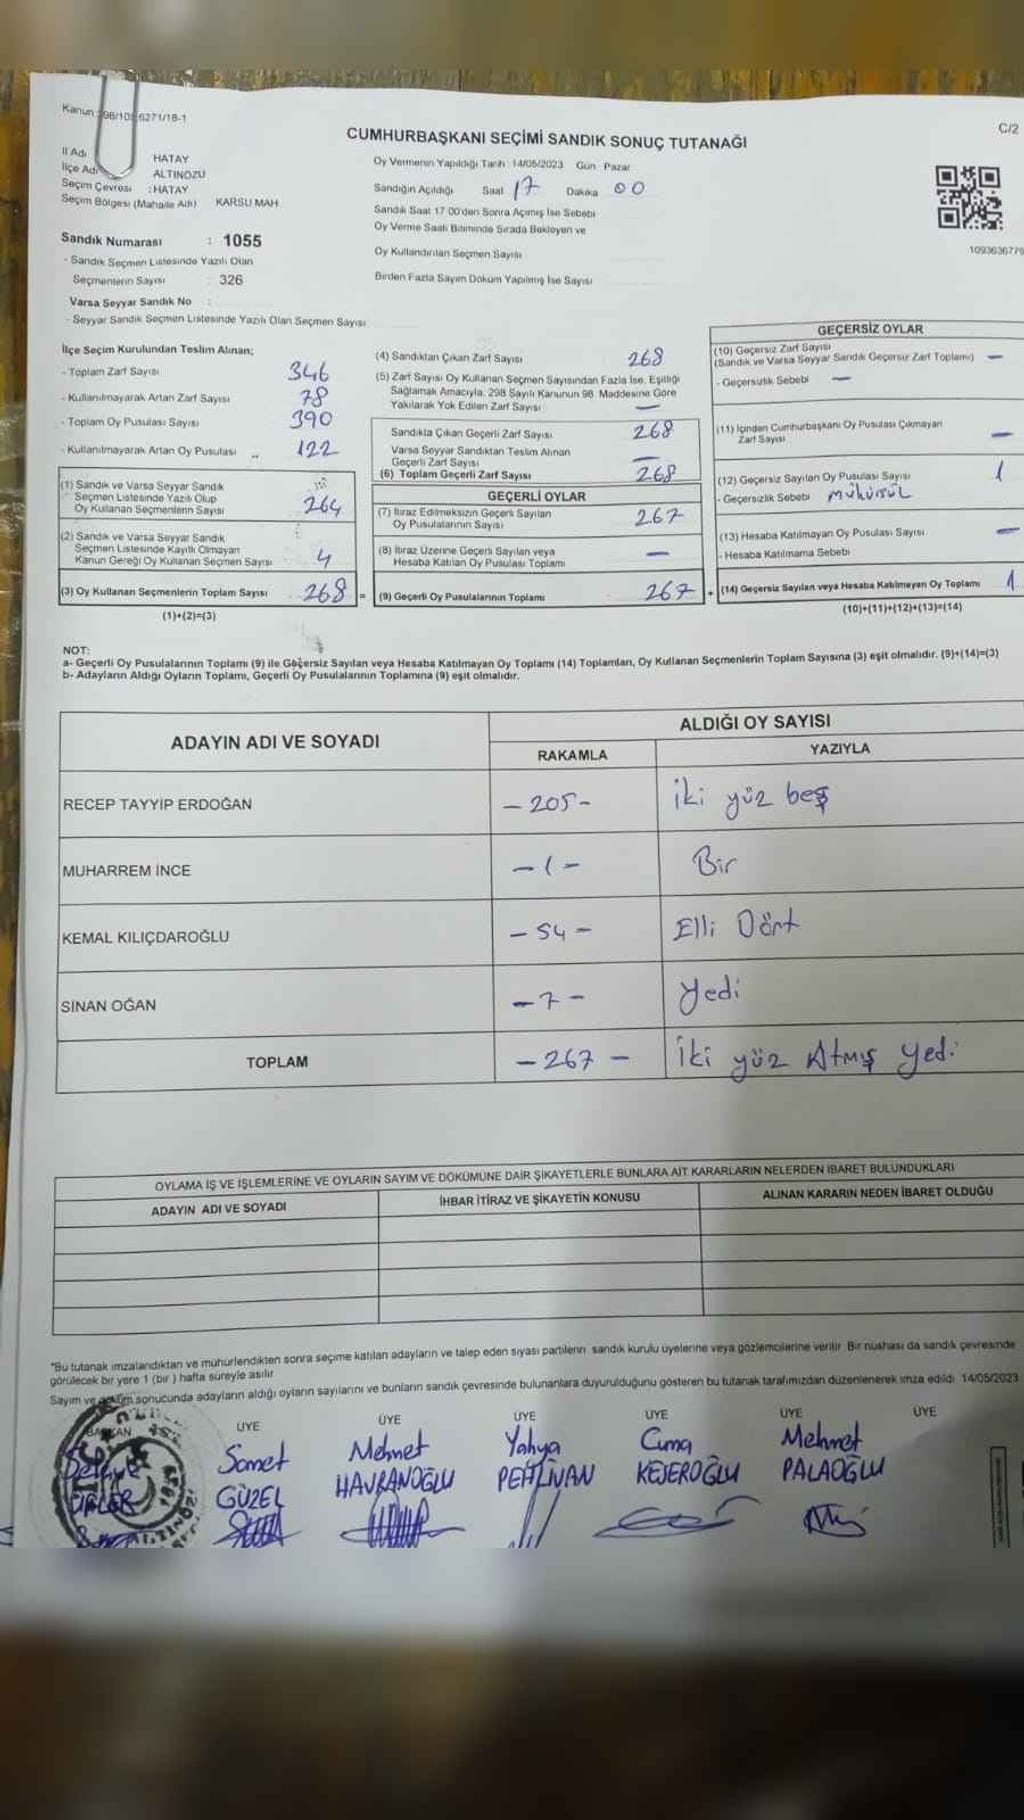 Kanun : 298/105 6271/18-1
C/2
CUMHURBAŞKANI SEÇİMİ SANDIK SONUÇ TUTANAĞI
İl Adı HATAY
İlçe Adı ALTINÖZÜ
Seçim Çevresi : HATAY
Seçim Bölgesi (Mahalle Adı) KARSU MAH.
Oy Vermenin Yapıldığı Tarih 14/05/2023 Gün Pazar
Sandığın Açıldığı Saat 17 Dakika 00
Sandık Saat 17 00'den Sonra Açılmış İse Sebebi
Oy Verme Saati Bitiminde Sırada Bekleyen ve
Oy Kullandırılan Seçmen Sayısı
Birden Fazla Sayım Döküm Yapılmış İse Sayısı
Sandık Numarası : 1055
- Sandık Seçmen Listesinde Yazılı Olan
Seçmenlerin Sayısı : 326
Varsa Seyyar Sandık No :
- Seyyar Sandık Seçmen Listesinde Yazılı Olan Seçmen Sayısı
İlçe Seçim Kurulundan Teslim Alınan;
- Toplam Zarf Sayısı 346
- Kullanılmayarak Artan Zarf Sayısı 78
- Toplam Oy Pusulası Sayısı 390
- Kullanılmayarak Artan Oy Pusulası 122
(1) Sandık ve Varsa Seyyar Sandık
Seçmen Listesinde Yazılı Olup
Oy Kullanan Seçmenlerin Sayısı 264
(2) Sandık ve Varsa Seyyar Sandık
Seçmen Listesinde Kayıtlı Olmayan
Kanun Gereği Oy Kullanan Seçmen Sayısı 4
(3) Oy Kullanan Seçmenlerin Toplam Sayısı 268 =
(1)+(2)=(3)
(4) Sandıktan Çıkan Zarf Sayısı 268
(5) Zarf Sayısı Oy Kullanan Seçmen Sayısından Fazla İse, Eşitliği
Sağlamak Amacıyla, 298 Sayılı Kanunun 98. Maddesine Göre
Yakılarak Yok Edilen Zarf Sayısı —
Sandıkta Çıkan Geçerli Zarf Sayısı 268
Varsa Seyyar Sandıktan Teslim Alınan
Geçerli Zarf Sayısı —
(6) Toplam Geçerli Zarf Sayısı 268
GEÇERLİ OYLAR
(7) İtiraz Edilmeksizin Geçerli Sayılan
Oy Pusulalarının Sayısı 267
(8) İtiraz Üzerine Geçerli Sayılan veya
Hesaba Katılan Oy Pusulası Toplamı —
(9) Geçerli Oy Pusulalarının Toplamı 267 +
GEÇERSİZ OYLAR
(10) Geçersiz Zarf Sayısı
(Sandık ve Varsa Seyyar Sandık Geçersiz Zarf Toplamı) —
- Geçersizlik Sebebi —
(11) İçinden Cumhurbaşkanı Oy Pusulası Çıkmayan
Zarf Sayısı —
(12) Geçersiz Sayılan Oy Pusulası Sayısı 1
- Geçersizlik Sebebi
(13) Hesaba Katılmayan Oy Pusulası Sayısı —
- Hesaba Katılmama Sebebi
(14) Geçersiz Sayılan veya Hesaba Katılmayan Oy Toplamı 1
(10)+(11)+(12)+(13)=(14)
NOT:
a- Geçerli Oy Pusulalarının Toplamı (9) ile Geçersiz Sayılan veya Hesaba Katılmayan Oy Toplamı (14) Toplamları, Oy Kullanan Seçmenlerin Toplam Sayısına (3) eşit olmalıdır. (9)+(14)=(3)
b- Adayların Aldığı Oyların Toplamı, Geçerli Oy Pusulalarının Toplamına (9) eşit olmalıdır.
ADAYIN ADI VE SOYADI
ALDIĞI OY SAYISI
RAKAMLA YAZIYLA
RECEP TAYYİP ERDOĞAN - 205 - İki yüz beş
MUHARREM İNCE - 1 - Bir
KEMAL KILIÇDAROĞLU - 54 - Elli Dört
SİNAN OĞAN - 7 - Yedi
TOPLAM - 267 - İki yüz Atmış yedi
OYLAMA İŞ VE İŞLEMLERİNE VE OYLARIN SAYIM VE DÖKÜMÜNE DAİR ŞİKAYETLERLE BUNLARA AİT KARARLARIN NELERDEN İBARET BULUNDUKLARI
ADAYIN ADI VE SOYADI İHBAR İTİRAZ VE ŞİKAYETİN KONUSU ALINAN KARARIN NEDEN İBARET OLDUĞU
"Bu tutanak imzalandıktan ve mühürlendikten sonra seçime katılan adayların ve talep eden siyasi partilerin sandık kurulu üyelerine veya gözlemcilerine verilir. Bir nüshası da sandık çevresinde
görülecek bir yere 1 (bir) hafta süreyle asılır
Sayım ve döküm sonucunda adayların aldığı oyların sayılarını ve bunların sandık çevresinde bulunanlara duyurulduğunu gösteren bu tutanak tarafımızdan düzenlenerek imza edildi. 14/05/2023
BAŞKAN ÜYE ÜYE ÜYE ÜYE ÜYE ÜYE
Samet GÜZEL
Mehmet HAVRANOĞLU
Yahya PEHLİVAN
Cuma KEJEROĞLU
Mehmet PALAOĞLU